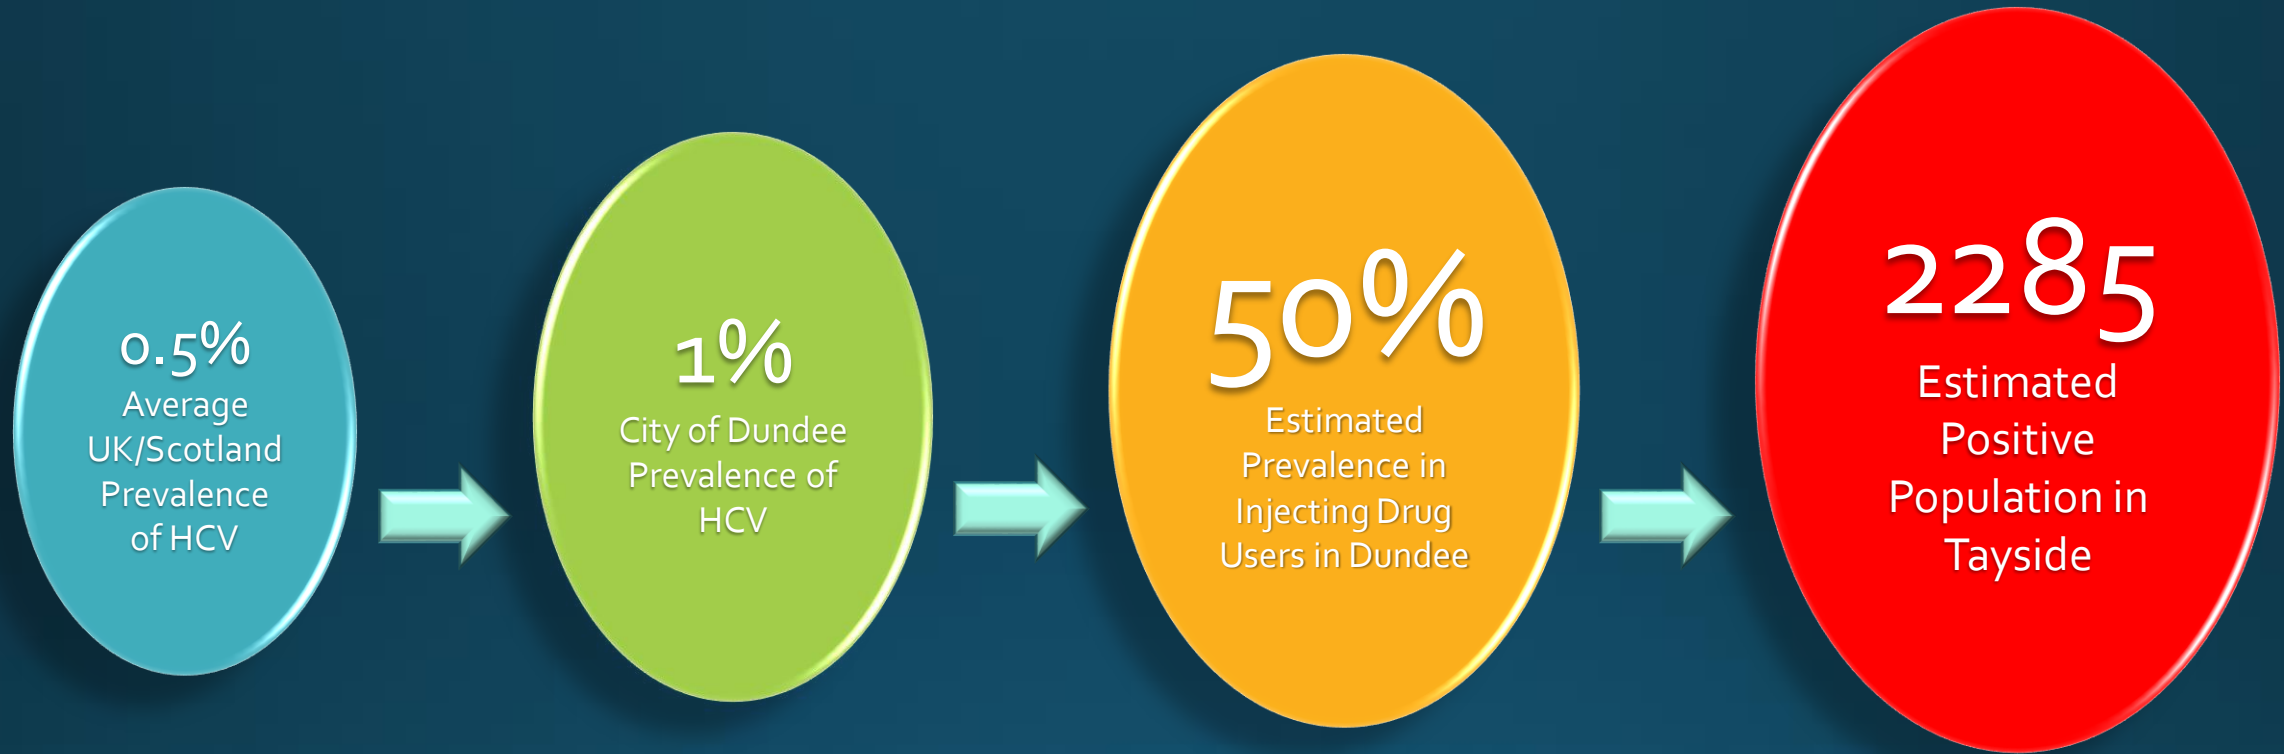 0.5%
Average
UK/Scotland
Prevalence
of HCV
1%
City of Dundee
Prevalence of
HCV
50%
Estimated
Prevalence in
Injecting Drug
Users in Dundee
2285
Estimated
Positive
Population in
Tayside